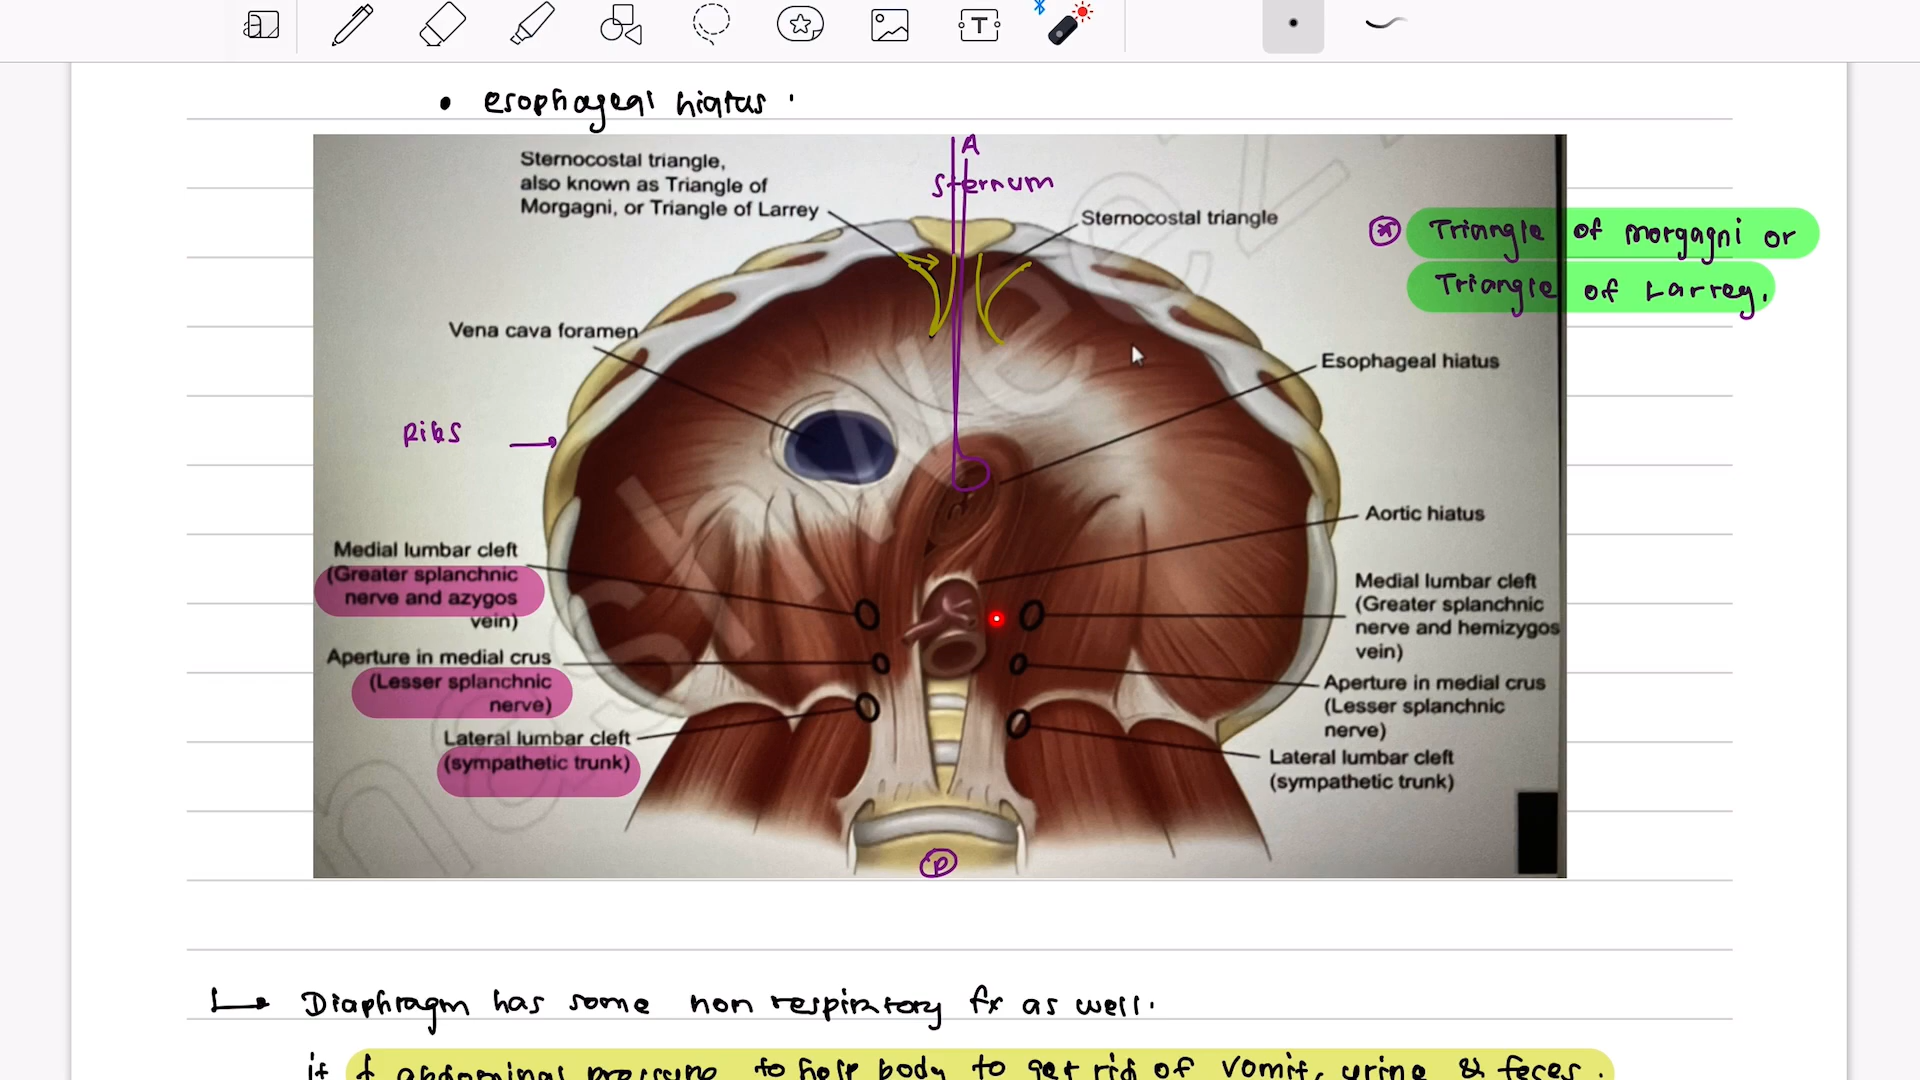 • esophageal hiatus.
A
Sternum
Sternocostal triangle,
also known as Triangle of
Morgagni, or Triangle of Larrey
Sternocostal triangle
* Triangle of morgagni or
Triangle of Larrey.
Vena cava foramen
Esophageal hiatus
Ribs
Aortic hiatus
Medial lumbar cleft
(Greater splanchnic
nerve and azygos
vein)
Medial lumbar cleft
(Greater splanchnic
nerve and hemizygos
vein)
Aperture in medial crus
(Lesser splanchnic
nerve)
Aperture in medial crus
(Lesser splanchnic
nerve)
Lateral lumbar cleft
(sympathetic trunk)
Lateral lumbar cleft
(sympathetic trunk)
P
Diaphragm has some non respiratory fx as well.
it ↑ abdominal pressure to help body to get rid of vomit, urine & feces.
T